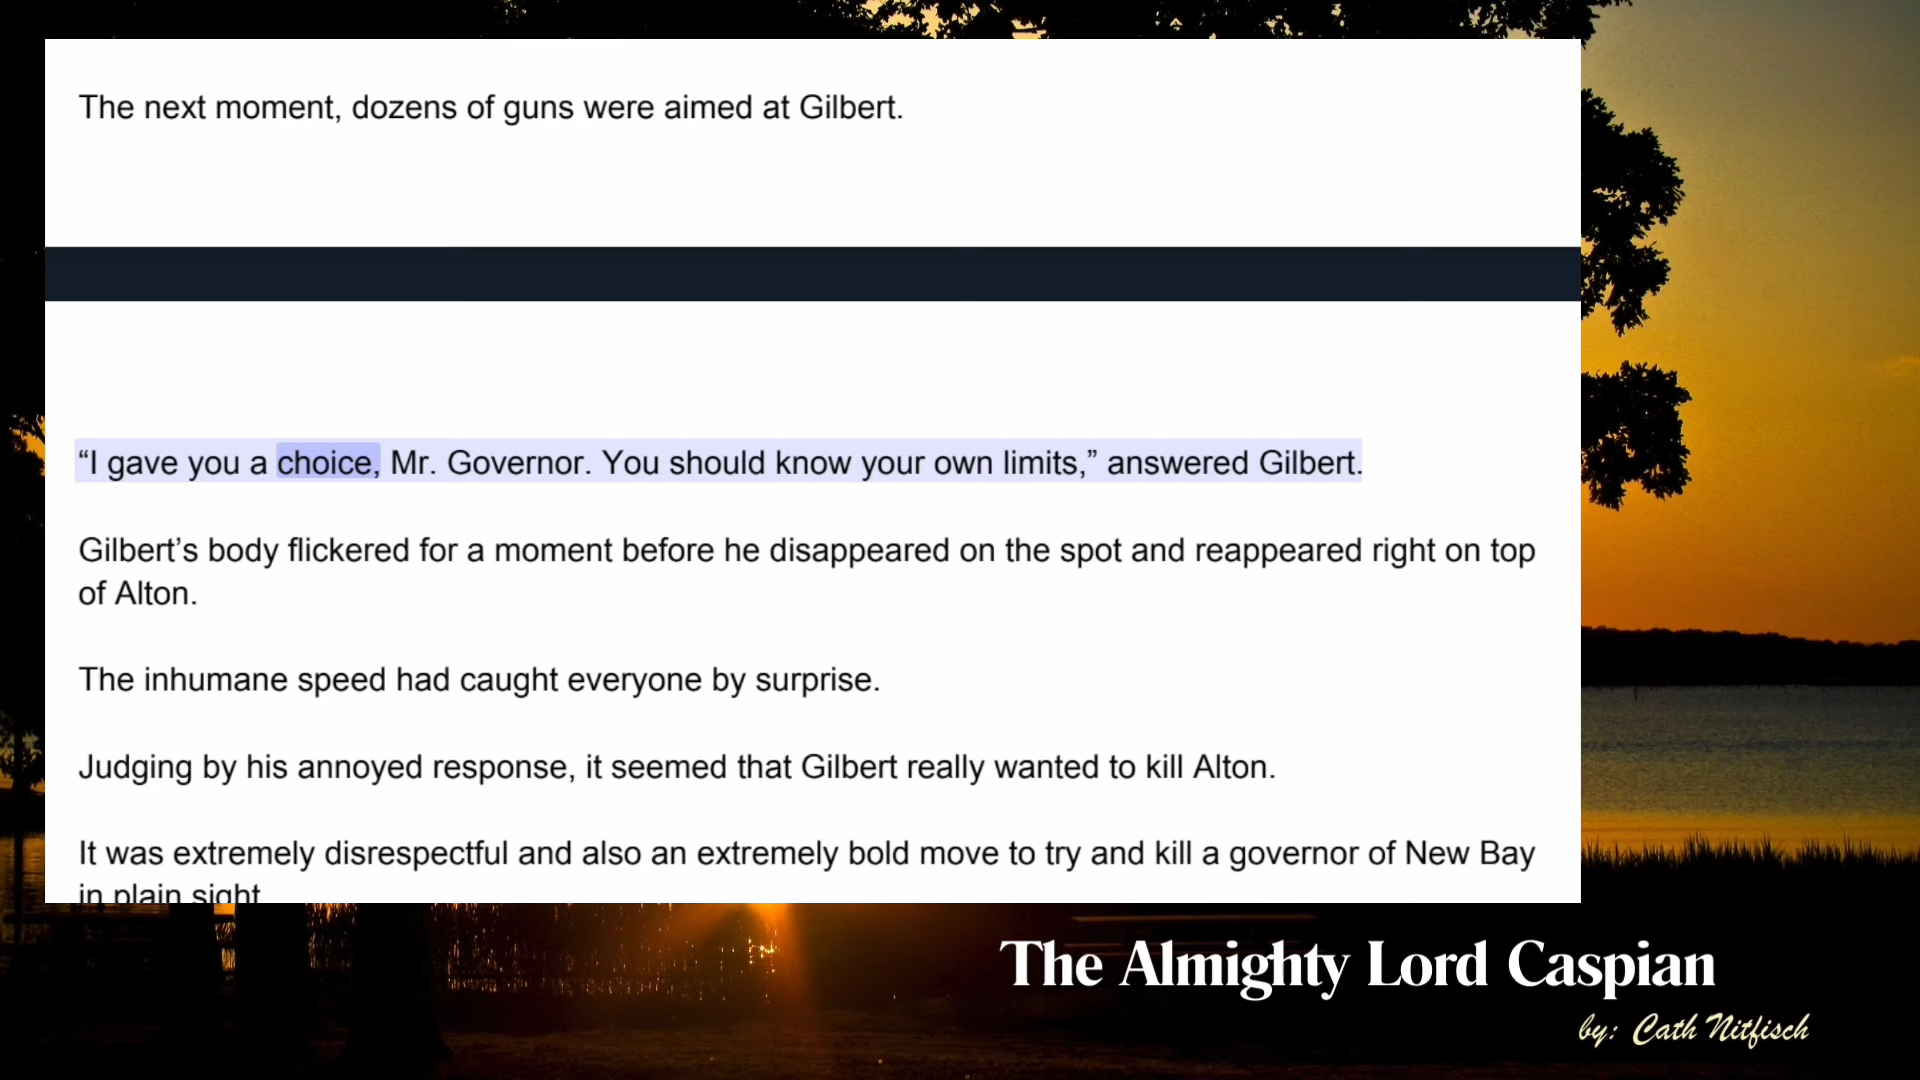 The next moment, dozens of guns were aimed at Gilbert.
“I gave you a choice, Mr. Governor. You should know your own limits,” answered Gilbert.
Gilbert’s body flickered for a moment before he disappeared on the spot and reappeared right on top
of Alton.
The inhumane speed had caught everyone by surprise.
Judging by his annoyed response, it seemed that Gilbert really wanted to kill Alton.
It was extremely disrespectful and also an extremely bold move to try and kill a governor of New Bay
in plain sight
The Almighty Lord Caspian
by: Cath Nitfisch